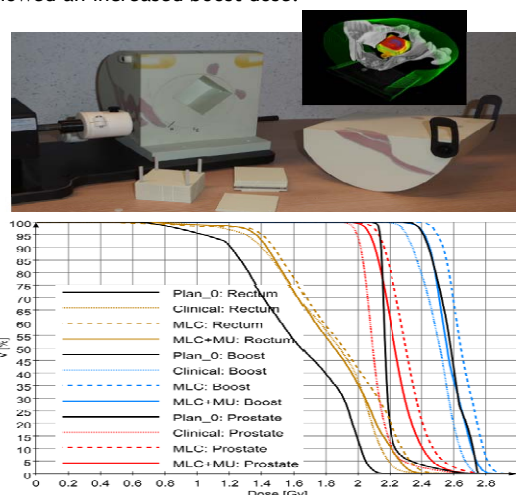 lowed an increased boost dose.
100
95
90
85
80
75
70
65
60
55
50
45
40
35
30
25
20
15
10
5
0
V [%]
Plan_0: Rectum
Clinical: Rectum
MLC: Rectum
MLC+MU: Rectum
Plan_0: Boost
Clinical: Boost
MLC: Boost
MLC+MU: Boost
Plan_0: Prostate
Clinical: Prostate
MLC: Prostate
MLC+MU: Prostate
0 0.2 0.4 0.6 0.8 1 1.2 1.4 1.6 1.8 2 2.2 2.4 2.6 2.8
Dose [Gy]